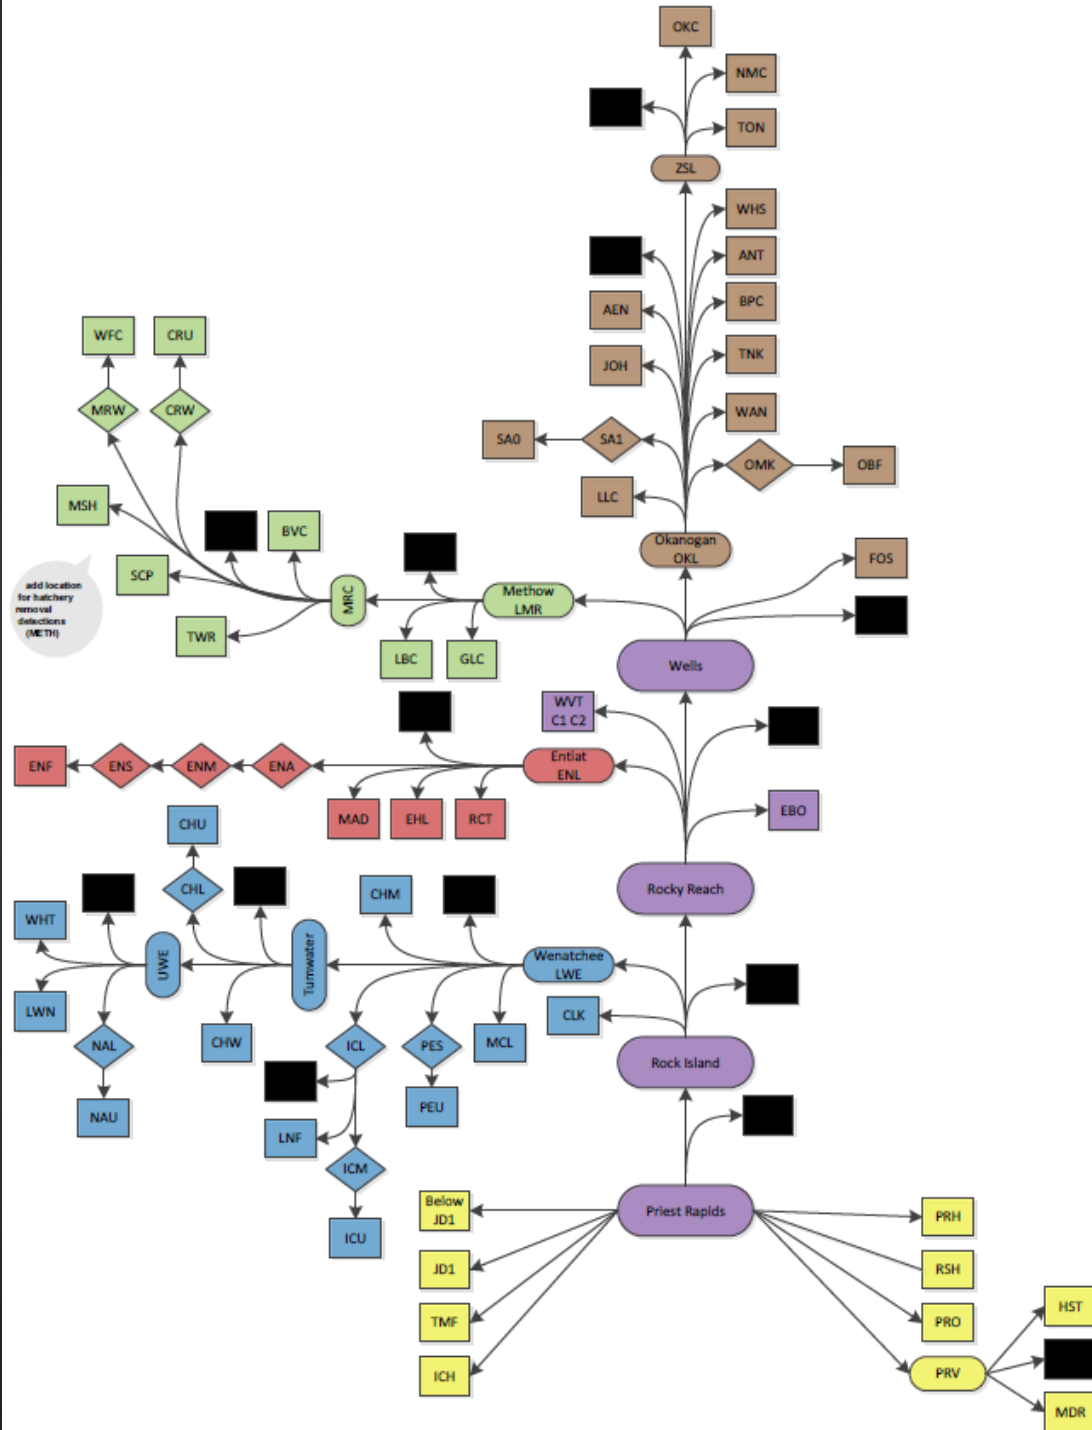 OKC
NMC
TON
ZSL
WHS
ANT
AEN
BPC
JOH
TNK
WAN
SA0
SA1
OMK
OBF
LLC
Okanogan
OKL
FOS
WFC
CRU
MRW
CRW
MSH
BVC
SCP
MRC
Methow
LMR
TWR
LBC
GLC
add location
for hatchery
removal
detections
(METH)
Wells
WVT
C1 C2
ENF
ENS
ENM
ENA
Entiat
ENL
MAD
EHL
RCT
EBO
CHU
CHL
Rocky Reach
WHT
CHM
UWE
Tumwater
Wenatchee
LWE
LWN
CLK
NAL
CHW
ICL
PES
MCL
Rock Island
NAU
PEU
LNF
ICM
ICU
Below
JD1
Priest Rapids
PRH
JD1
RSH
TMF
PRO
HST
ICH
PRV
MDR